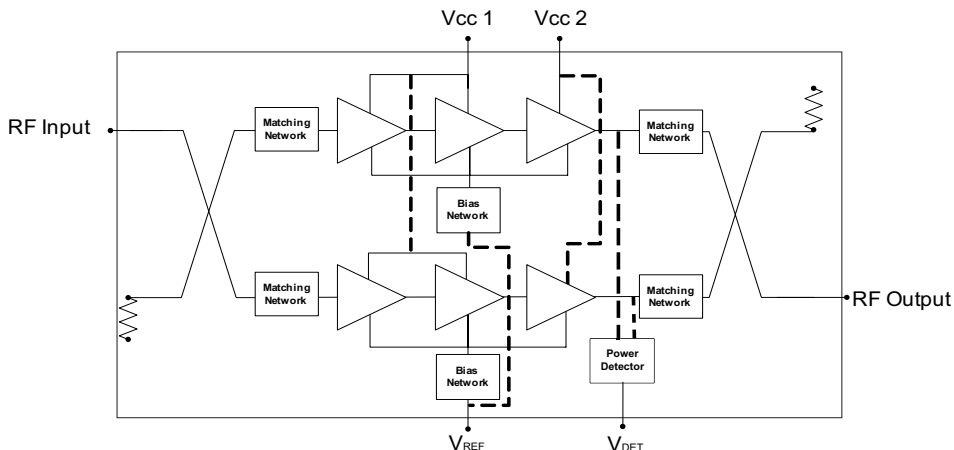 Vcc 1
Vcc 2
RF Input
Matching
Network
Matching
Network
Bias
Network
Matching
Network
Matching
Network
RF Output
Power
Detector
Bias
Network
VREF
VDET